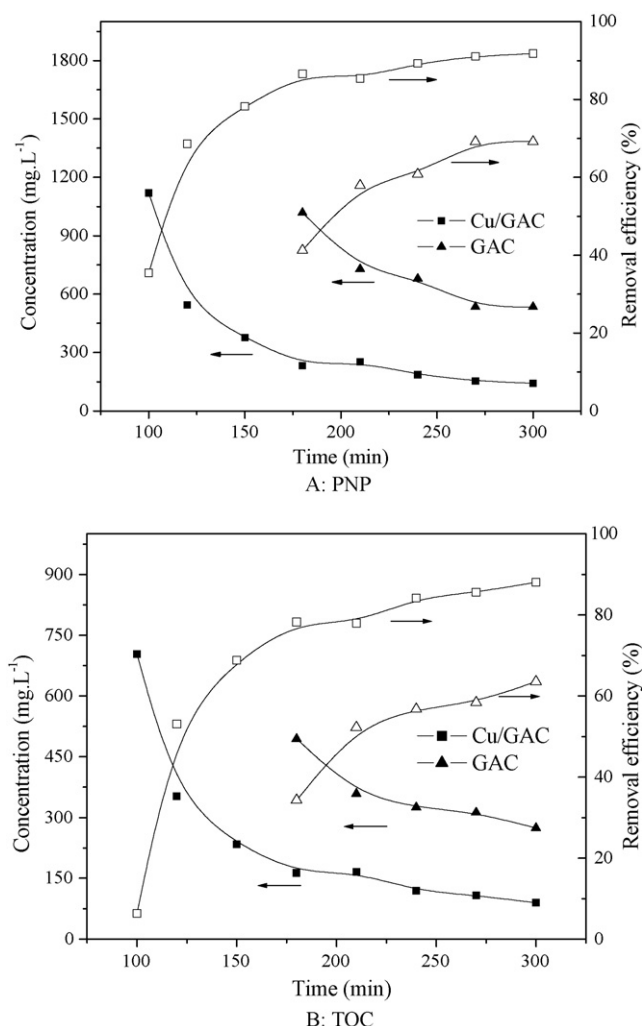 100
1800
80
1500
1200
60
Concentration (mg.L-1)
Removal efficiency (%)
900
Cu/GAC
40
GAC
600
20
300
0
0
100 150 200 250 300
Time (min)
A: PNP
100
900
80
750
600
60
Concentration (mg.L-1)
Removal efficiency (%)
Cu/GAC
450
GAC
40
300
20
150
0
0
100 150 200 250 300
Time (min)
B: TOC